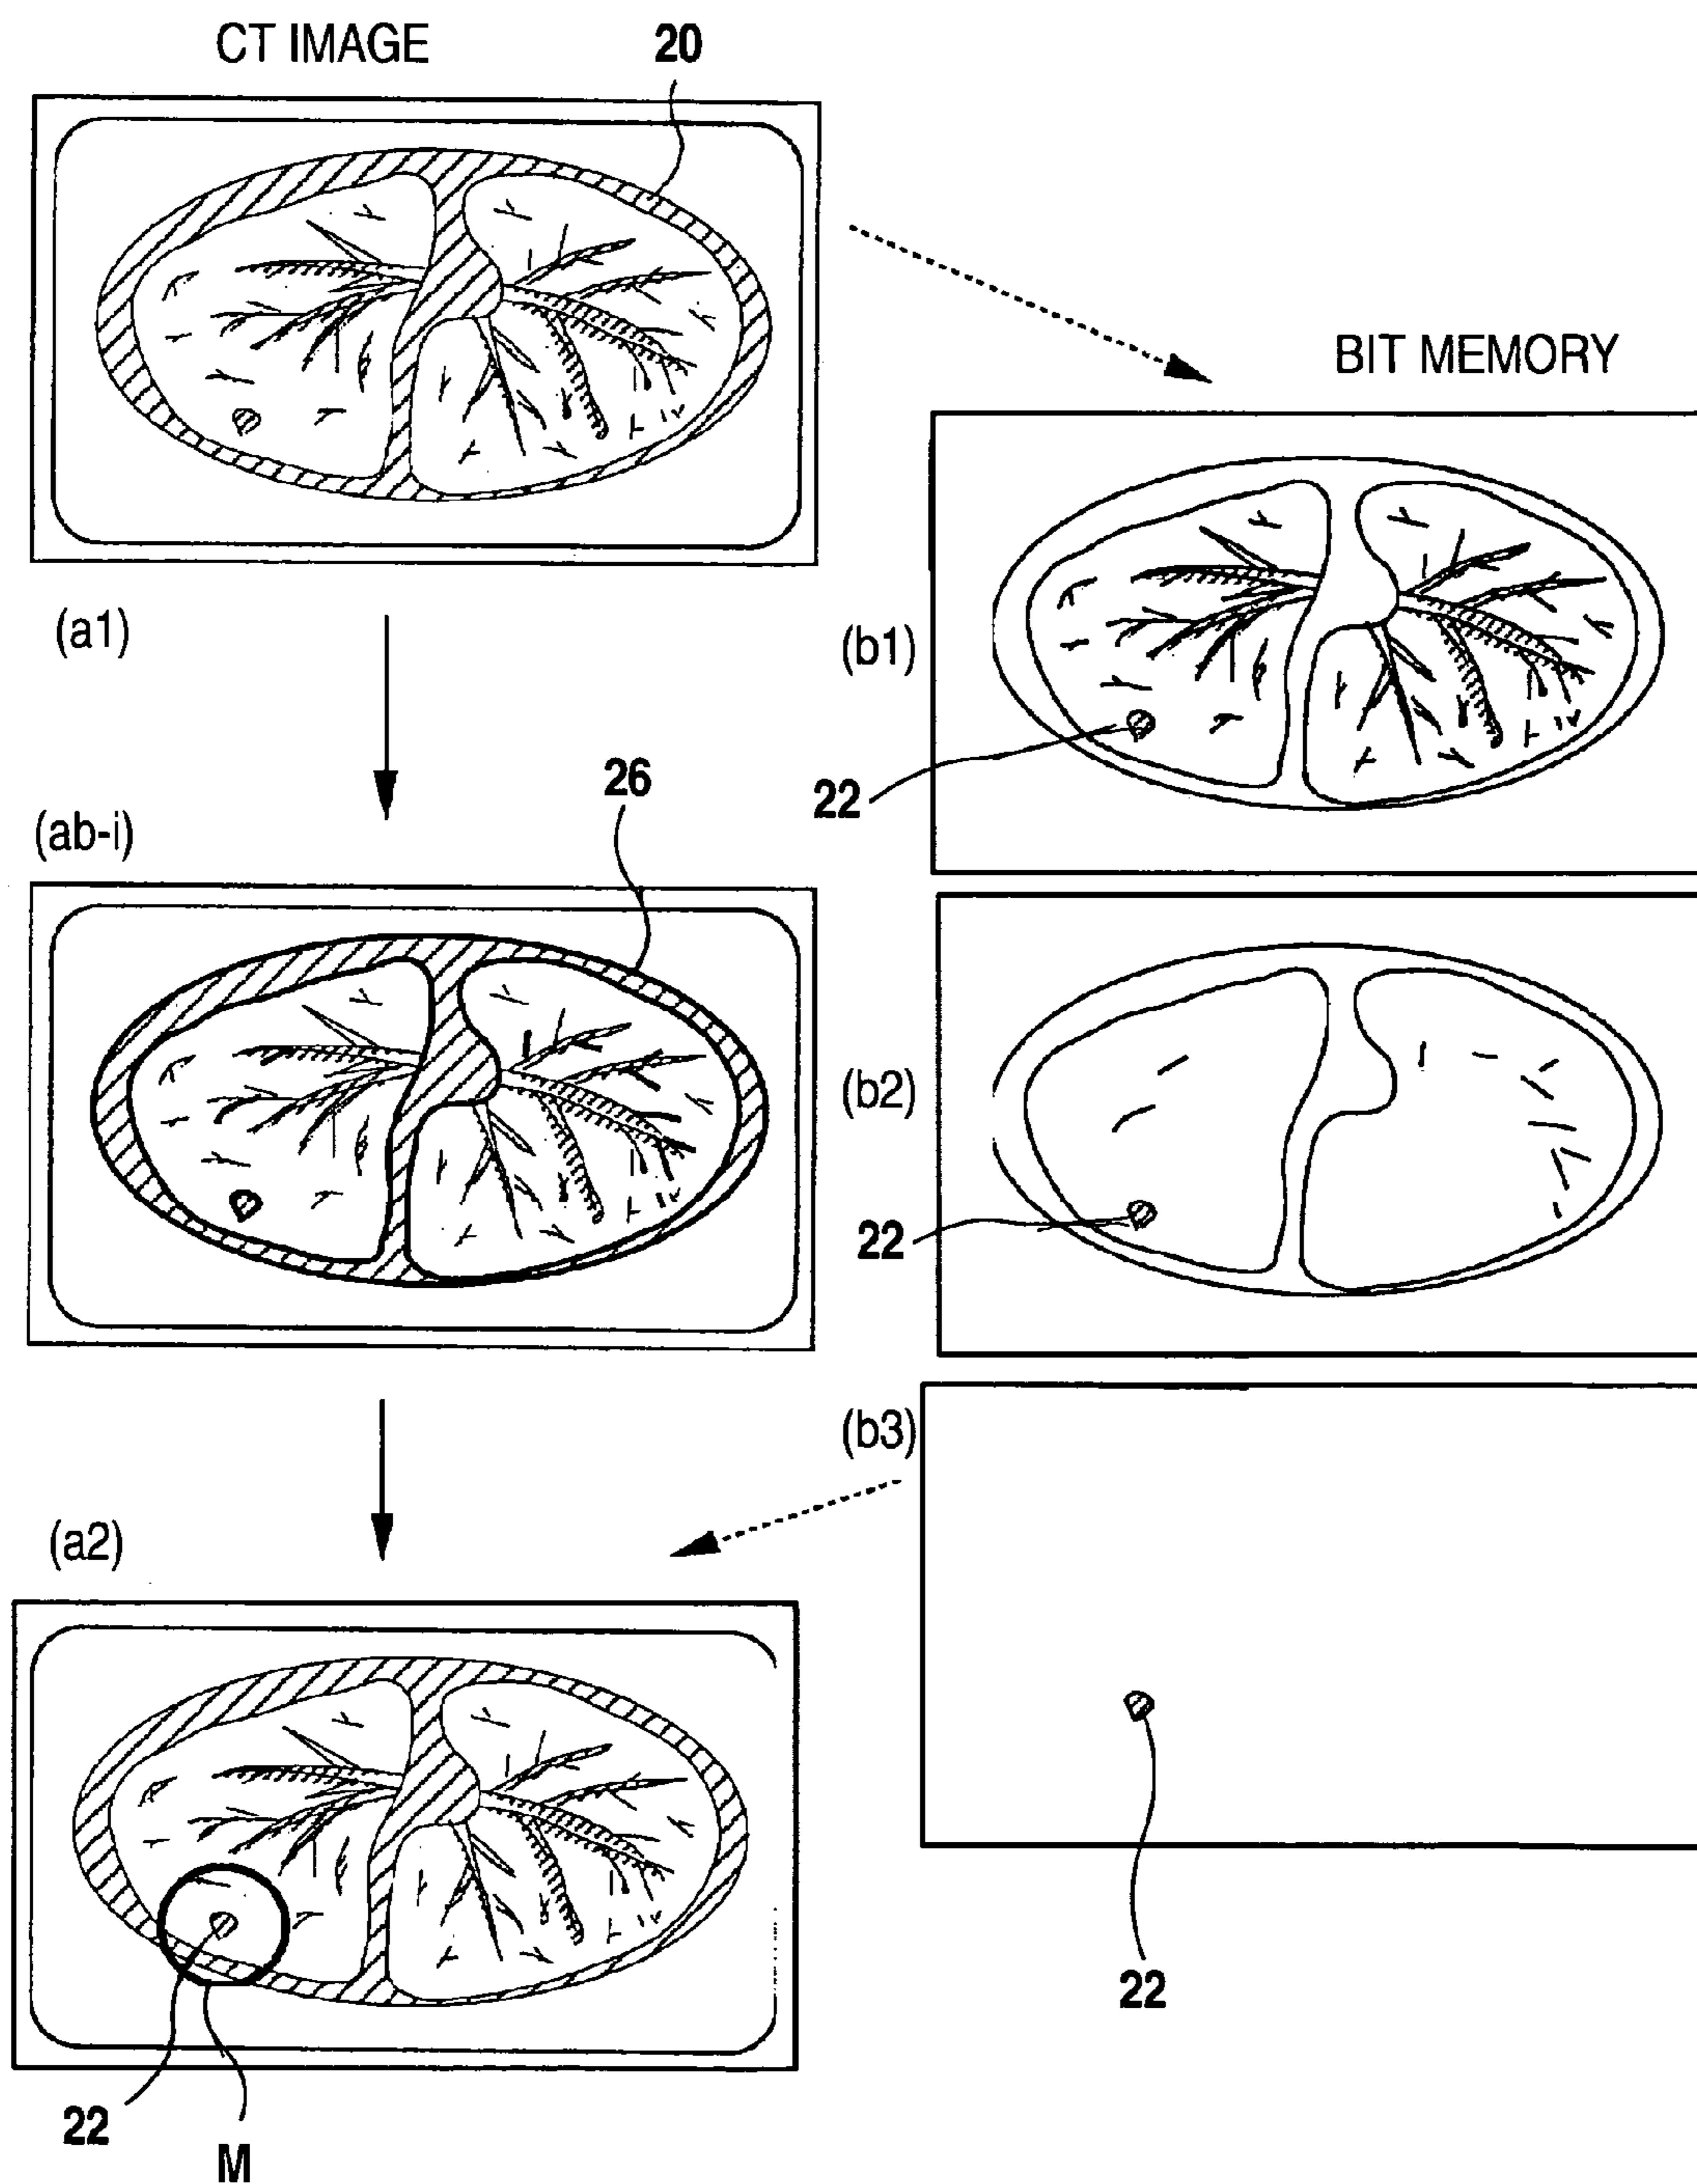 CT IMAGE
20
BIT MEMORY
(a1)
(b1)
22
26
(ab-i)
(b2)
22
(b3)
(a2)
22
22
M